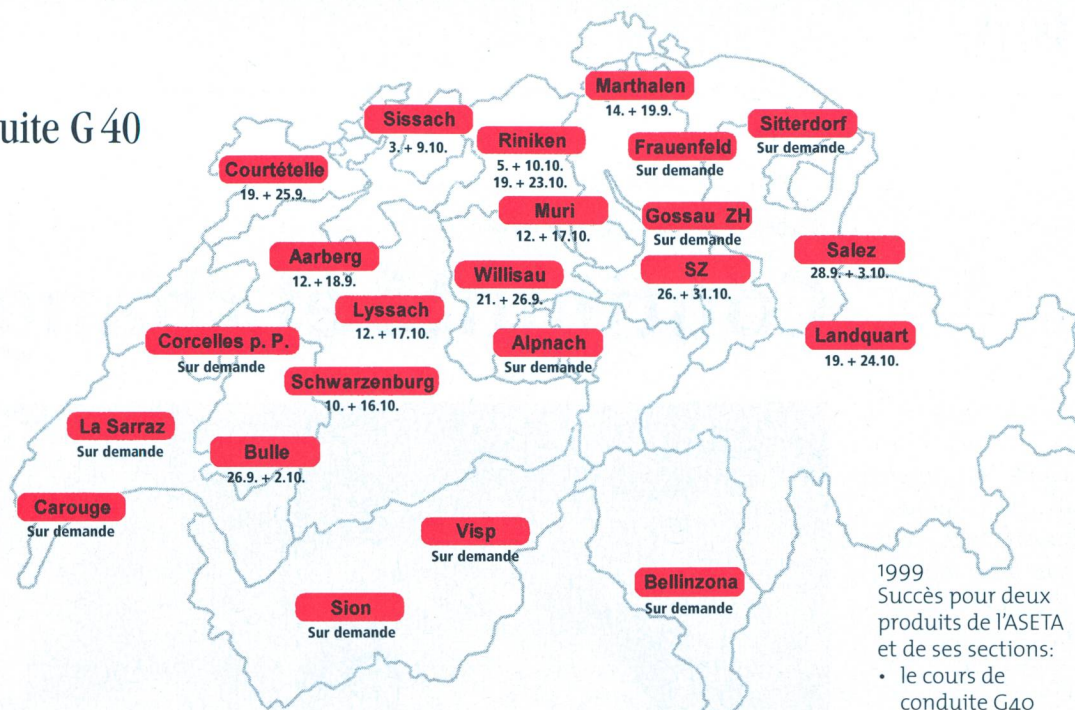 uite G 40
Marthalen
14. + 19.9.
Sissach
3. + 9.10.
Riniken
5. + 10.10.
19. + 23.10.
Frauenfeld
Sur demande
Sitterdorf
Sur demande
Courtételle
19. + 25.9.
Muri
12. + 17.10.
Gossau ZH
Sur demande
Aarberg
12. + 18.9.
Willisau
21. + 26.9.
SZ
26. + 31.10.
Salez
28.9. + 3.10.
Lyssach
12. + 17.10.
Corcelles p. P.
Sur demande
Alpnach
Sur demande
Landquart
19. + 24.10.
Schwarzenburg
10. + 16.10.
La Sarraz
Sur demande
Bulle
26.9. + 2.10.
Carouge
Sur demande
Visp
Sur demande
Sion
Sur demande
Bellinzona
Sur demande
1999
Succès pour deux
produits de l'ASETA
et de ses sections:
• le cours de
conduite G40